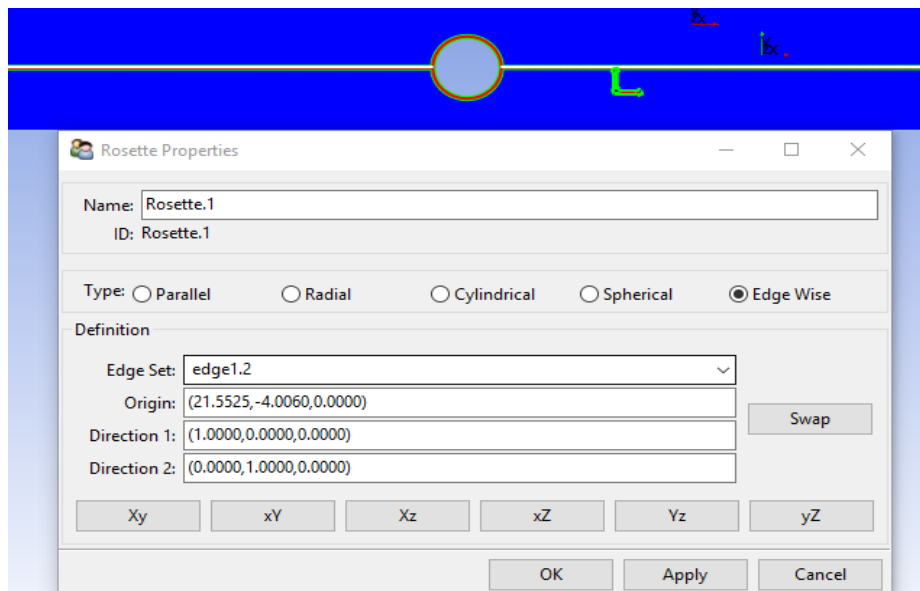 Rosette Properties
Name: Rosette.1
ID: Rosette.1
Type: Parallel Radial Cylindrical Spherical Edge Wise
Definition
Edge Set: edge1.2
Origin: (21.5525,-4.0060,0.0000)
Swap
Direction 1: (1.0000,0.0000,0.0000)
Direction 2: (0.0000,1.0000,0.0000)
Xy xY Xz xZ Yz yZ
OK Apply Cancel